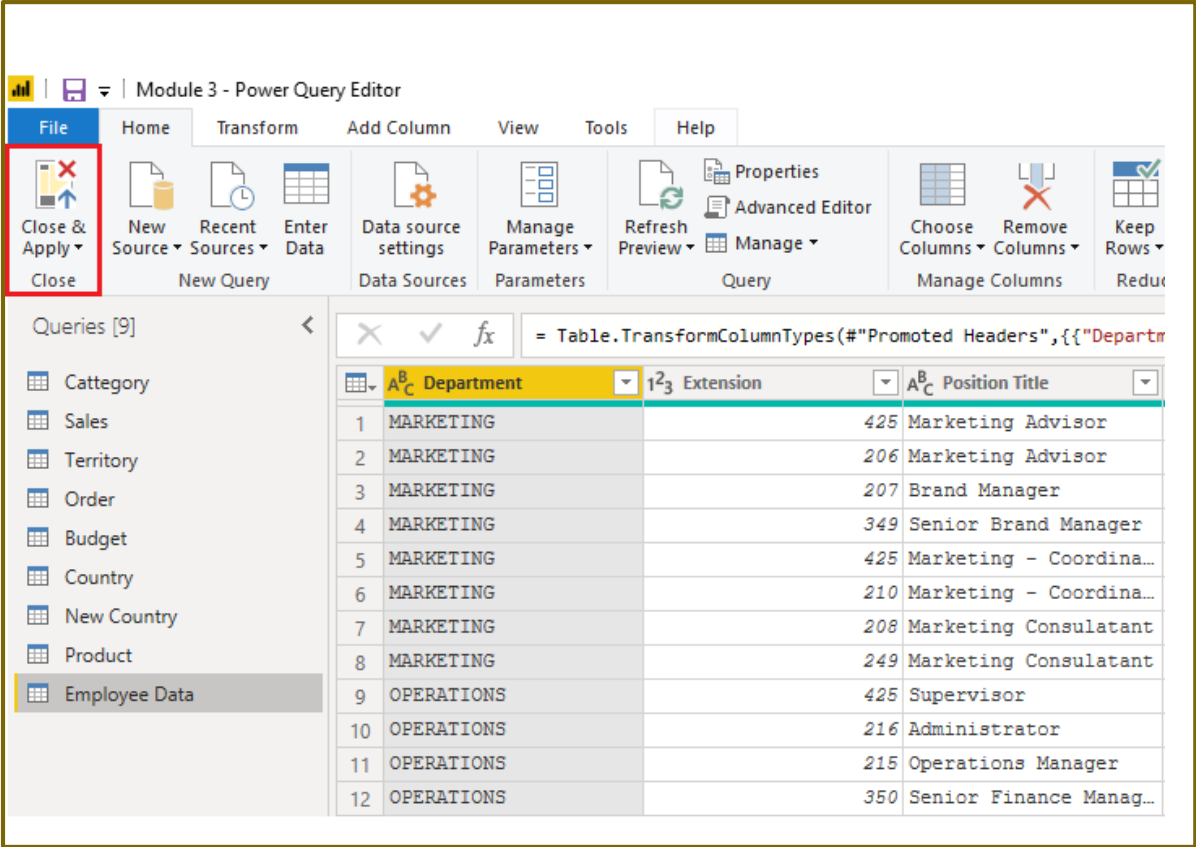 Module 3 - Power Query Editor
File Home Transform Add Column View Tools Help
Close & Apply
New Source
Recent Sources
Enter Data
Data source settings
Manage Parameters
Refresh Preview
Properties
Advanced Editor
Manage
Choose Columns
Remove Columns
Keep Rows
Close New Query Data Sources Parameters Query Manage Columns Reduc
Queries [9]
fx = Table.TransformColumnTypes(#"Promoted Headers",{{"Departm
Cattegory
Sales
Territory
Order
Budget
Country
New Country
Product
Employee Data
ABC Department 123 Extension ABC Position Title
1 MARKETING 425 Marketing Advisor
2 MARKETING 206 Marketing Advisor
3 MARKETING 207 Brand Manager
4 MARKETING 349 Senior Brand Manager
5 MARKETING 425 Marketing - Coordina...
6 MARKETING 210 Marketing - Coordina...
7 MARKETING 208 Marketing Consulatant
8 MARKETING 249 Marketing Consulatant
9 OPERATIONS 425 Supervisor
10 OPERATIONS 216 Administrator
11 OPERATIONS 215 Operations Manager
12 OPERATIONS 350 Senior Finance Manag...